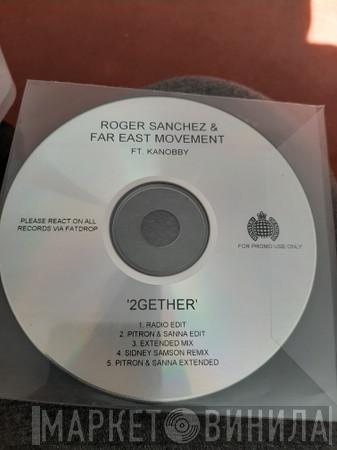 ROGER SANCHEZ &
FAR EAST MOVEMENT
FT. KANOBBY
PLEASE REACT ON ALL
RECORDS VIA FATDROP
FOR PROMO USE ONLY
'2GETHER'
1. RADIO EDIT
2. PITRON & SANNA EDIT
3. EXTENDED MIX
4. SIDNEY SAMSON REMIX
5. PITRON & SANNA EXTENDED
МАРКЕТ ВИНИЛА